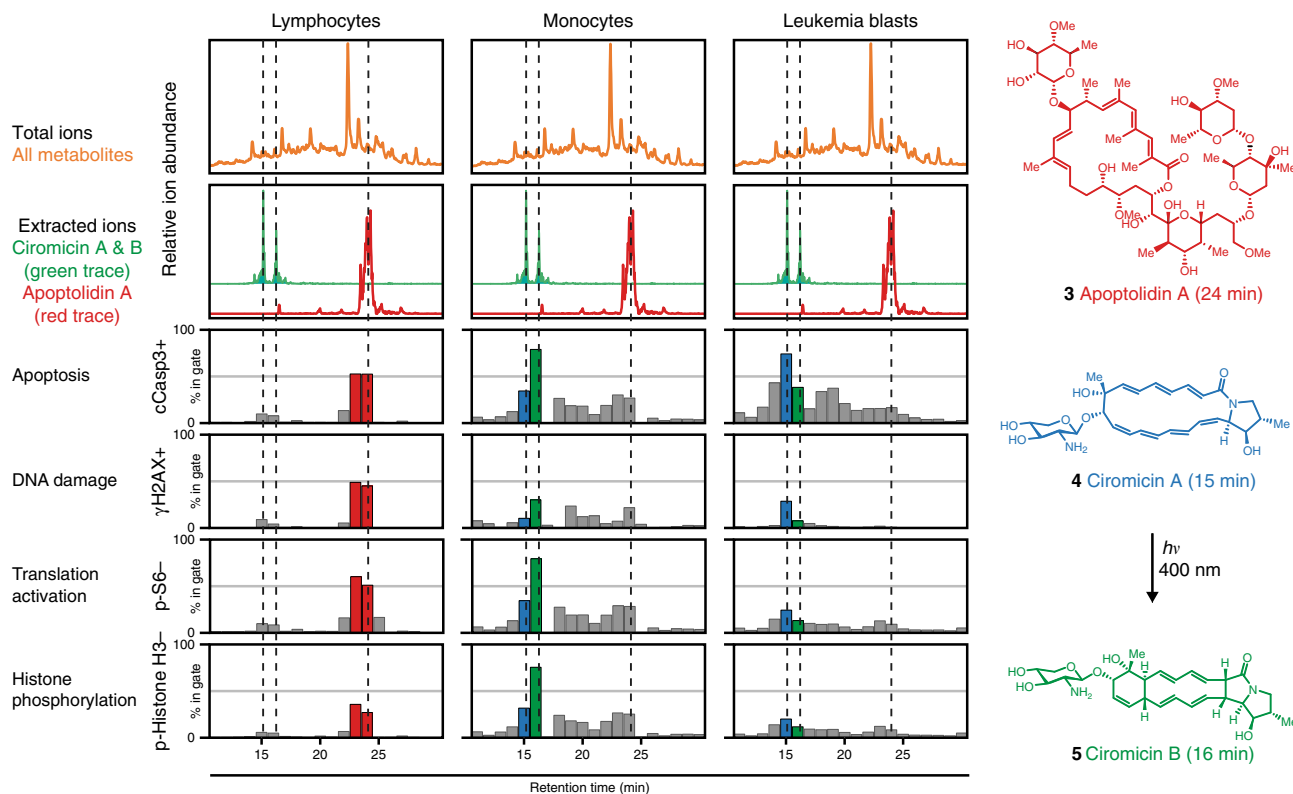 Lymphocytes
Monocytes
Leukemia blasts
Total ions
All metabolites
Extracted ions
Ciromicin A & B
(green trace)
Apoptolidin A
(red trace)
Relative ion abundance
Apoptosis
cCasp3+
% in gate
100
0
DNA damage
γH2AX+
% in gate
100
0
Translation
activation
p-S6–
% in gate
100
0
Histone
phosphorylation
p-Histone H3–
% in gate
100
0
15 20 25
15 20 25
15 20 25
Retention time (min)
OMe
HO Me
HO O
O Me Me
OMe
HO
Me O O
Me
Me Me O
Me O OH
Me
OH O
O
OMe OH O H O
HO
Me Me OMe
OH
3 Apoptolidin A (24 min)
Me O
HO
N
O
HO O Me
HO NH2 H
OH
4 Ciromicin A (15 min)
hν
400 nm
Me
HO H H O
HO O O N
HO NH2
H H H Me
HO
5 Ciromicin B (16 min)